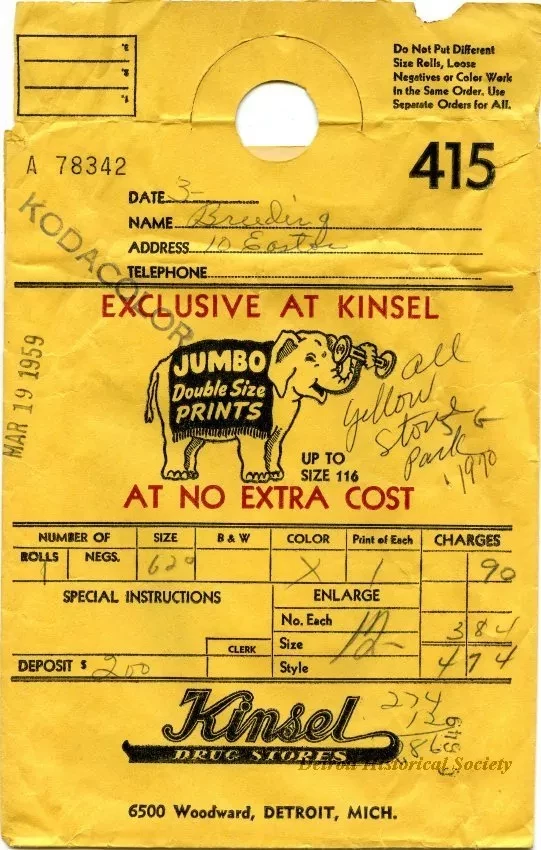 Do Not Put Different
Size Rolls, Loose
Negatives or Color Work
In the Same Order. Use
Separate Orders for All.
A 78342
415
DATE 3-
NAME Breeding
ADDRESS 10 Easton
TELEPHONE
KODACOLOR
EXCLUSIVE AT KINSEL
MAR 19 1959
JUMBO
Double Size
PRINTS
all
yellow
Stone
Park
1970
UP TO
SIZE 116
AT NO EXTRA COST
NUMBER OF SIZE B & W COLOR Print of Each CHARGES
ROLLS NEGS.
1 620 X 1 90
SPECIAL INSTRUCTIONS ENLARGE
No. Each 12 384
CLERK Size 474
DEPOSIT $ 2.00 Style
274
Kinsel
DRUG STORES
Detroit Historical Society
6500 Woodward, DETROIT, MICH.